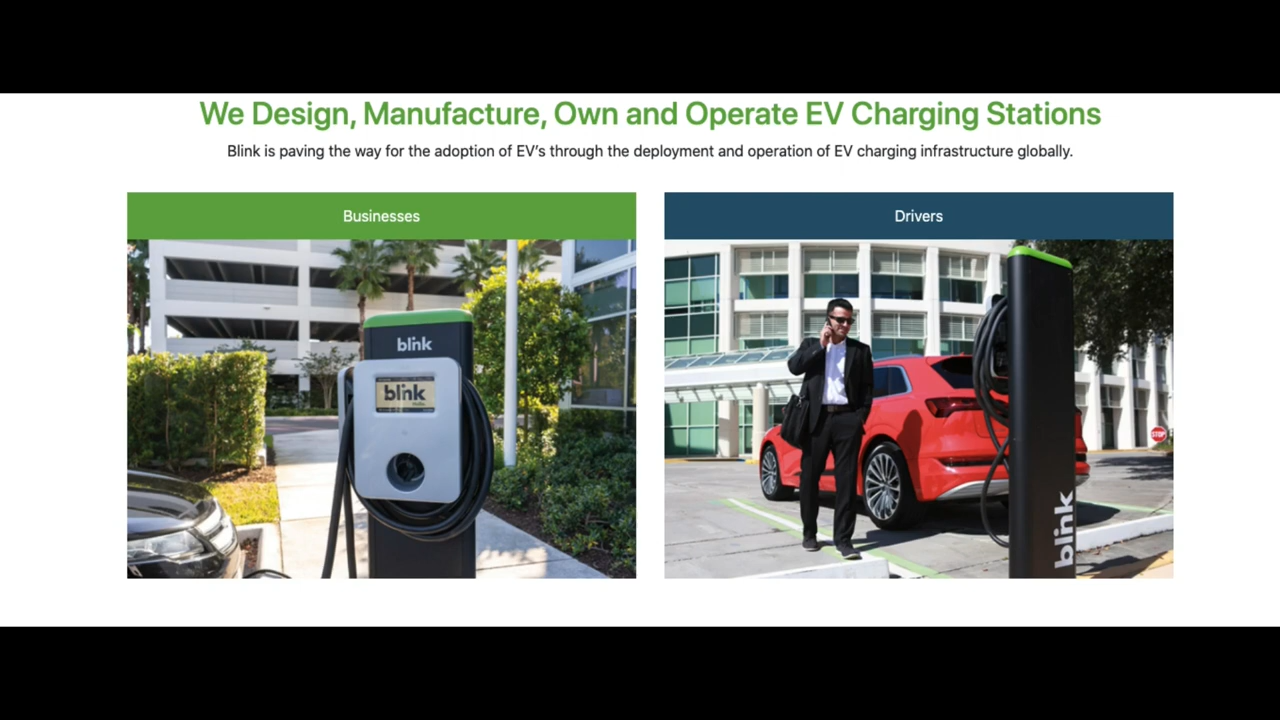 We Design, Manufacture, Own and Operate EV Charging Stations
Blink is paving the way for the adoption of EV's through the deployment and operation of EV charging infrastructure globally.
Businesses
Drivers
blink
blink
blink
STOP